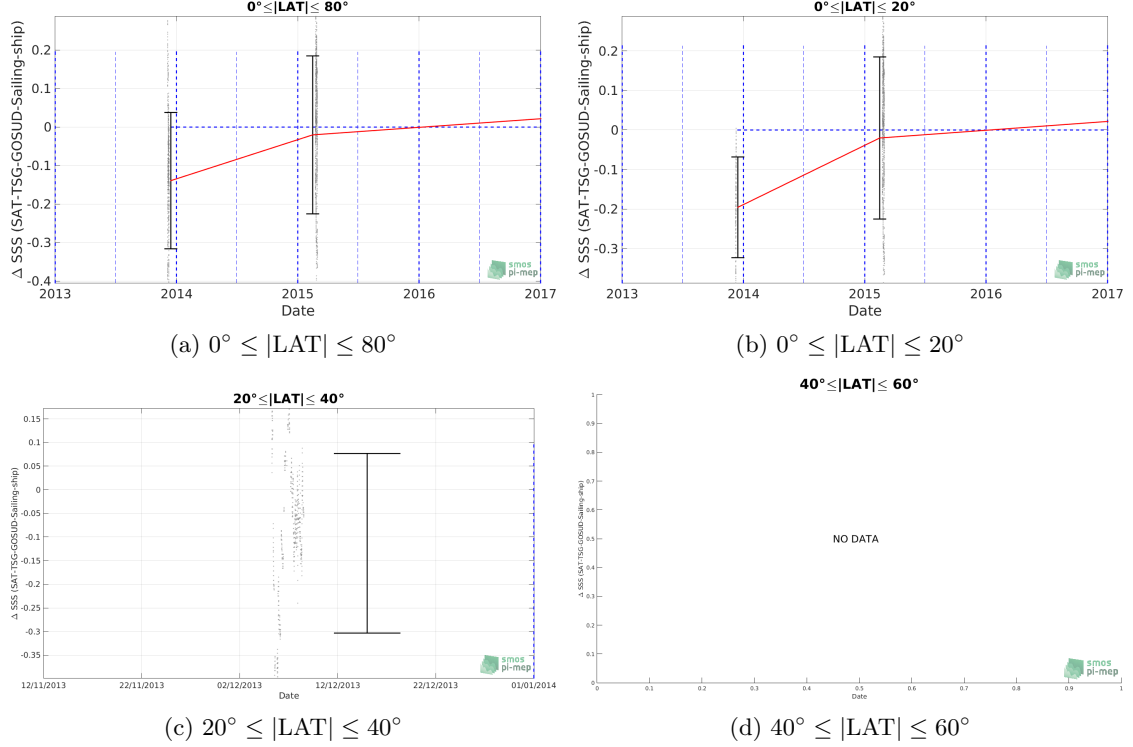 0°≤|LAT|≤ 80°
Δ SSS (SAT-TSG-GOSUD-Sailing-ship)
0.2
0.1
0
-0.1
-0.2
-0.3
-0.4
2013
2014
2015
2016
2017
Date
smos
pi-mep
(a) 0° ≤ |LAT| ≤ 80°
0°≤|LAT|≤ 20°
Δ SSS (SAT-TSG-GOSUD-Sailing-ship)
0.2
0.1
0
-0.1
-0.2
-0.3
2013
2014
2015
2016
2017
Date
smos
pi-mep
(b) 0° ≤ |LAT| ≤ 20°
20°≤|LAT|≤ 40°
Δ SSS (SAT-TSG-GOSUD-Sailing-ship)
0.15
0.1
0.05
0
-0.05
-0.1
-0.15
-0.2
-0.25
-0.3
-0.35
12/11/2013
22/11/2013
02/12/2013
12/12/2013
22/12/2013
01/01/2014
Date
smos
pi-mep
(c) 20° ≤ |LAT| ≤ 40°
40°≤|LAT|≤ 60°
Δ SSS (SAT-TSG-GOSUD-Sailing-ship)
1
0.9
0.8
0.7
0.6
0.5
0.4
0.3
0.2
0.1
0
NO DATA
0
0.1
0.2
0.3
0.4
0.5
0.6
0.7
0.8
0.9
1
Date
smos
pi-mep
(d) 40° ≤ |LAT| ≤ 60°